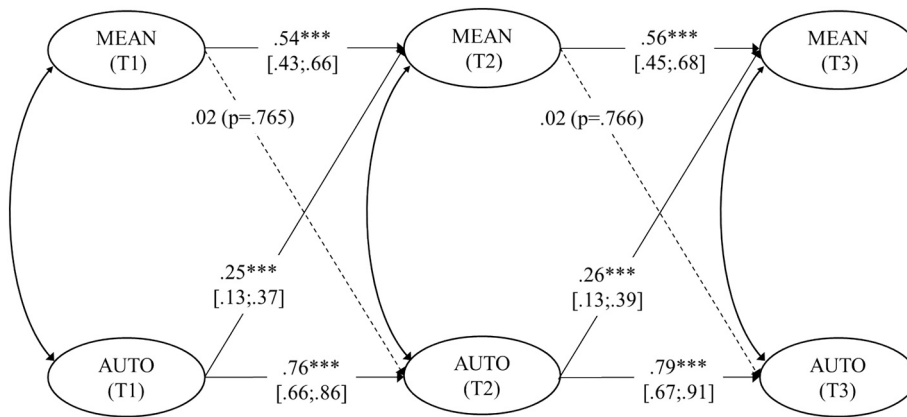 MEAN
(T1)
.54***
[.43;.66]
MEAN
(T2)
.56***
[.45;.68]
MEAN
(T3)
.02 (p=.765)
.02 (p=.766)
.25***
[.13;.37]
.26***
[.13;.39]
AUTO
(T1)
.76***
[.66;.86]
AUTO
(T2)
.79***
[.67;.91]
AUTO
(T3)